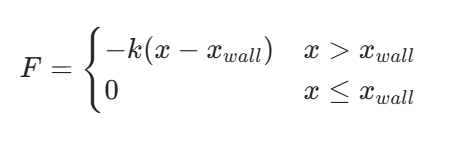 F = { −k(x − x_wall)   x > x_wall
0   x ≤ x_wall